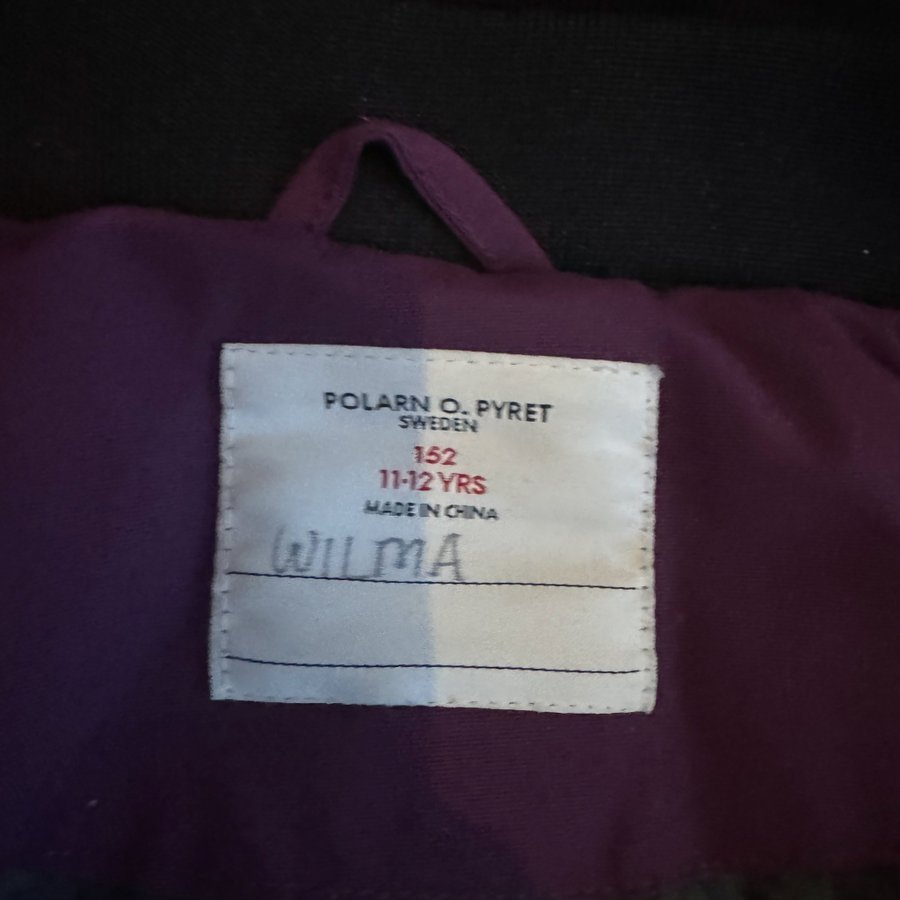 POLARN O. PYRET
SWEDEN
152
11-12 YRS
MADE IN CHINA
WILMA